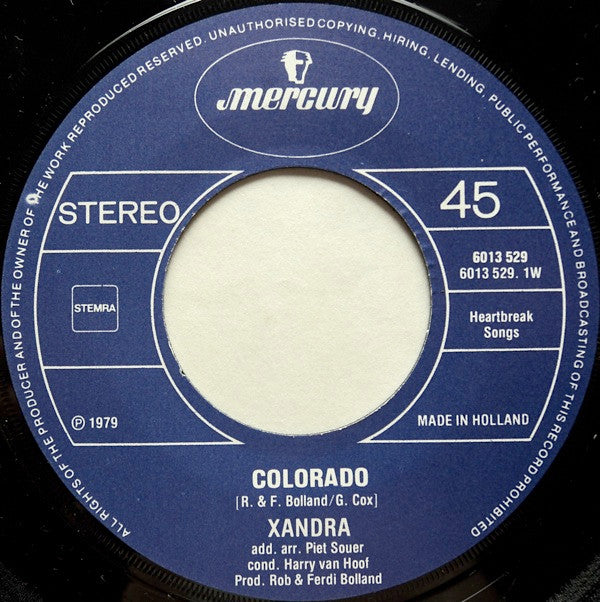 ALL RIGHTS OF THE PRODUCER AND OF THE OWNER OF THE WORK REPRODUCED RESERVED. UNAUTHORISED COPYING, HIRING, LENDING, PUBLIC PERFORMANCE AND BROADCASTING OF THIS RECORD PROHIBITED
mercury
STEREO
45
6013 529
6013 529. 1W
STEMRA
Heartbreak
Songs
℗ 1979
MADE IN HOLLAND
COLORADO
[R. & F. Bolland/G. Cox]
XANDRA
add. arr. Piet Souer
cond. Harry van Hoof
Prod. Rob & Ferdi Bolland